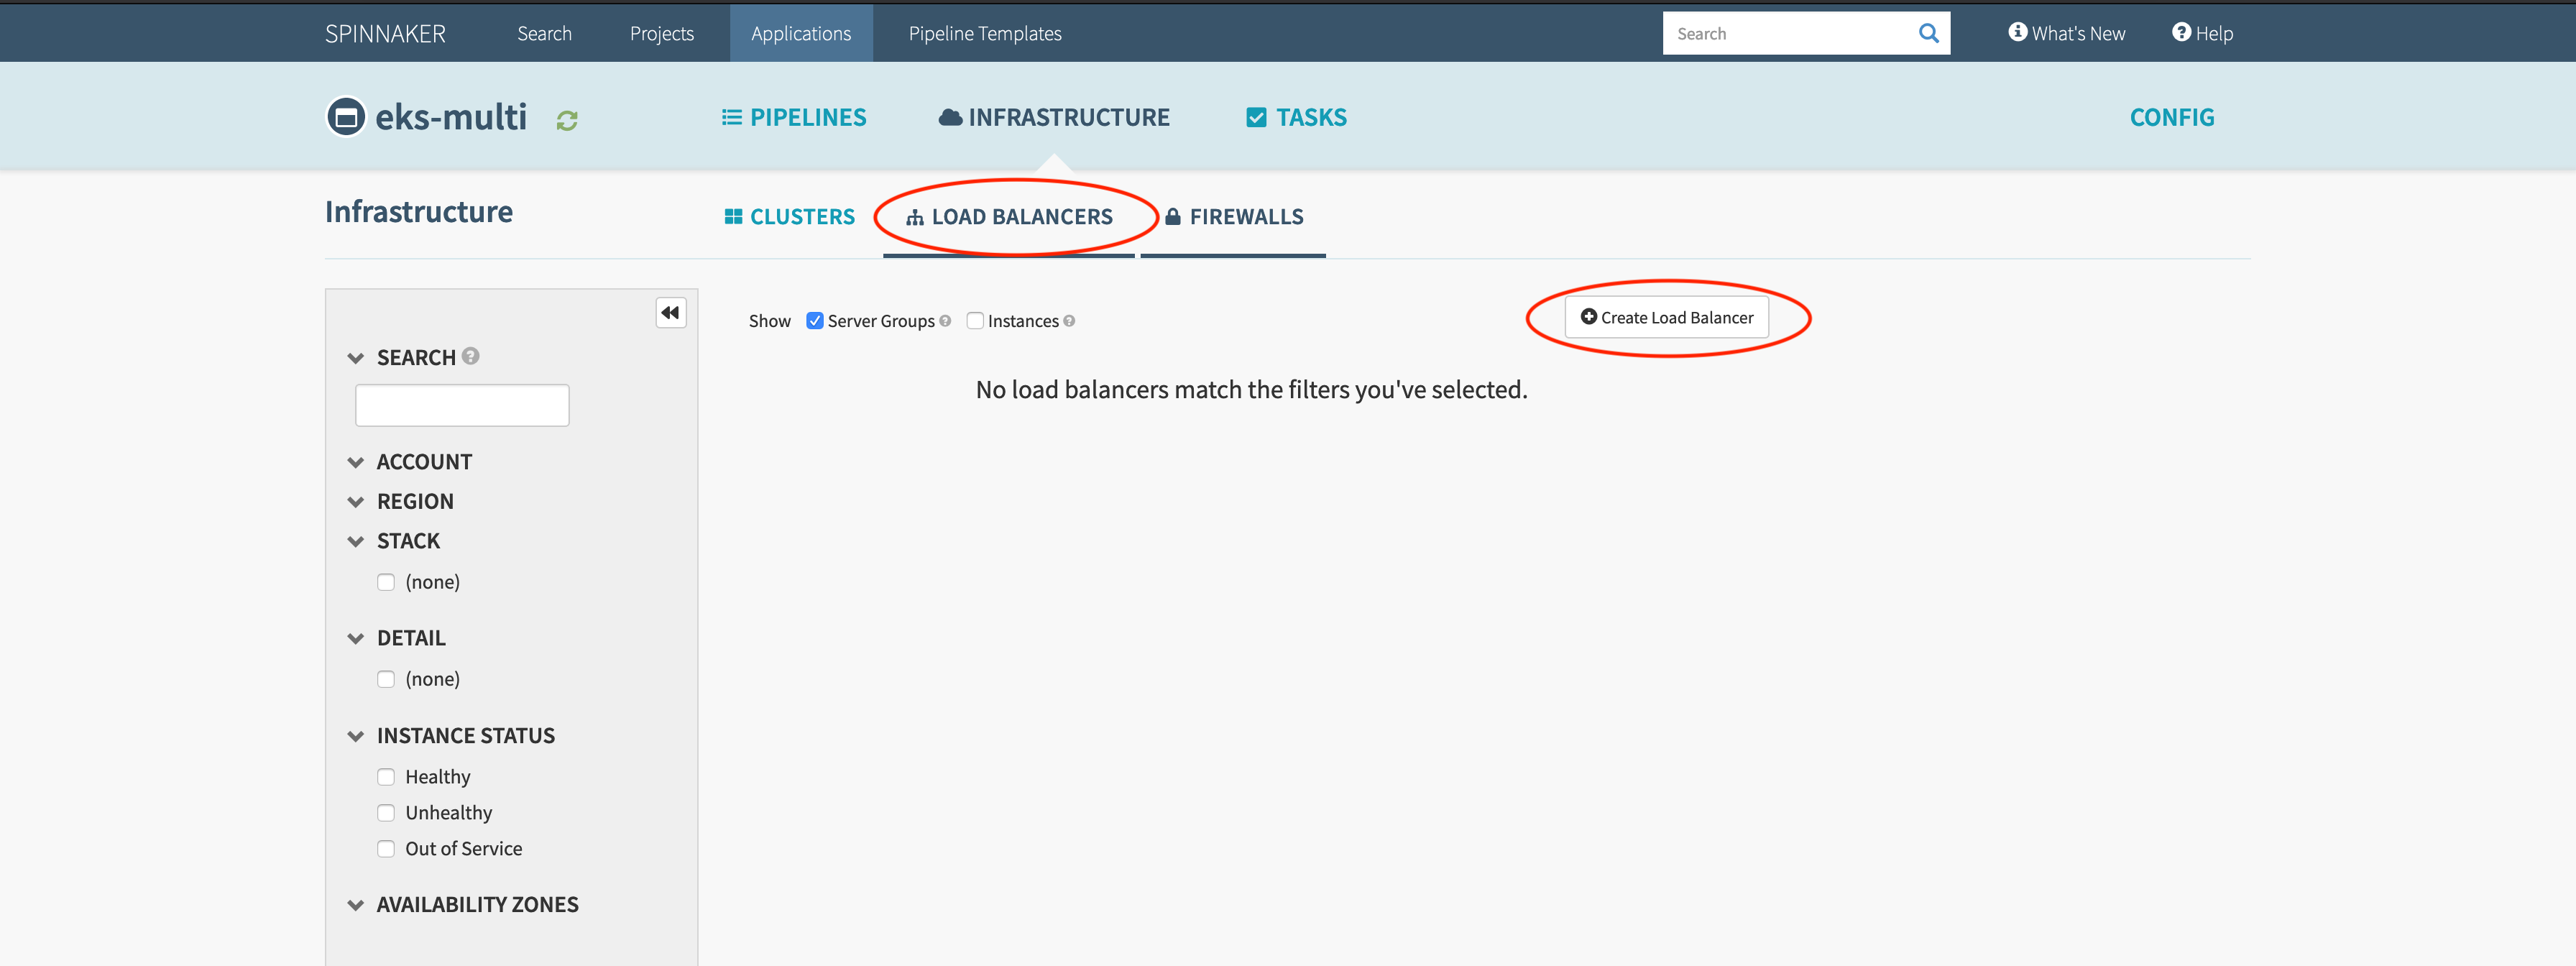 SPINNAKER Search Projects Applications Pipeline Templates Search What's New Help
eks-multi PIPELINES INFRASTRUCTURE TASKS CONFIG
Infrastructure CLUSTERS LOAD BALANCERS FIREWALLS
Show Server Groups ? Instances ? Create Load Balancer
No load balancers match the filters you've selected.
SEARCH ?
ACCOUNT
REGION
STACK
(none)
DETAIL
(none)
INSTANCE STATUS
Healthy
Unhealthy
Out of Service
AVAILABILITY ZONES